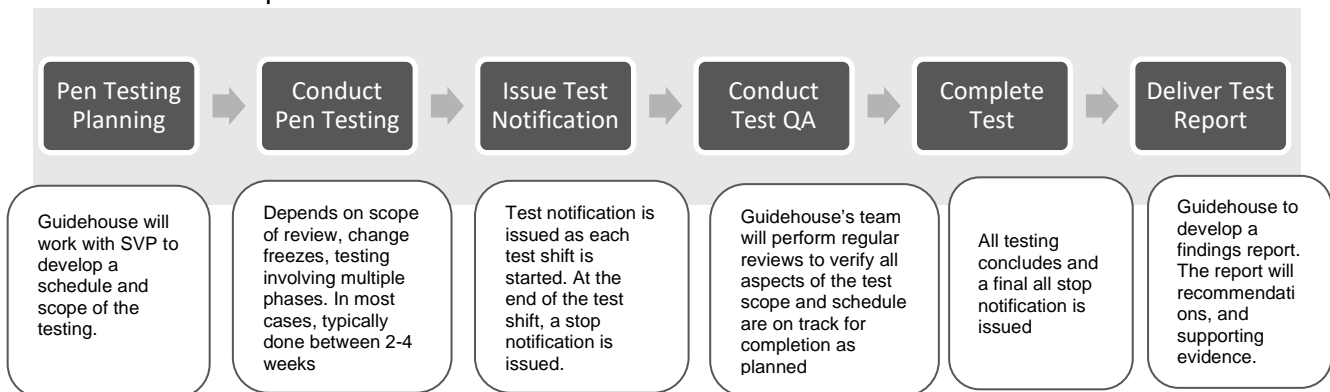 Pen Testing
Planning
Conduct
Pen Testing
Issue Test
Notification
Conduct
Test QA
Complete
Test
Deliver Test
Report
Guidehouse will
work with SVP to
develop a
schedule and
scope of the
testing.
Depends on scope
of review, change
freezes, testing
involving multiple
phases. In most
cases, typically
done between 2-4
weeks
Test notification is
issued as each
test shift is
started. At the
end of the test
shift, a stop
notification is
issued.
Guidehouse’s team
will perform regular
reviews to verify all
aspects of the test
scope and schedule
are on track for
completion as
planned
All testing
concludes and
a final all stop
notification is
issued
Guidehouse to
develop a
findings report.
The report will
recommendati
ons, and
supporting
evidence.